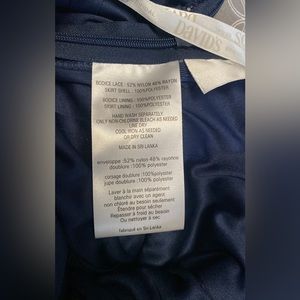 BODICE LACE : 52% NYLON 48% RAYON
SKIRT SHELL : 100%POLYESTER
BODICE LINING : 100%POLYESTER
SKIRT LINING : 100%POLYESTER
HAND WASH SEPARATELY
ONLY NON-CHLORINE BLEACH AS NEEDED
LINE DRY
COOL IRON AS NEEDED
OR DRY CLEAN
MADE IN SRI LANKA
enveloppe :52% nylon 48% rayonne
doublure :100% polyester
corsage doublure :100% polyester
jupe doublure :100% polyester
Laver à la main séparément
blanchir avec un agent
non chloré au besoin seulement
Étendre pour sécher
Repasser à froid au besoin
Ou nettoyer à sec
fabriqué en Sri Lanka